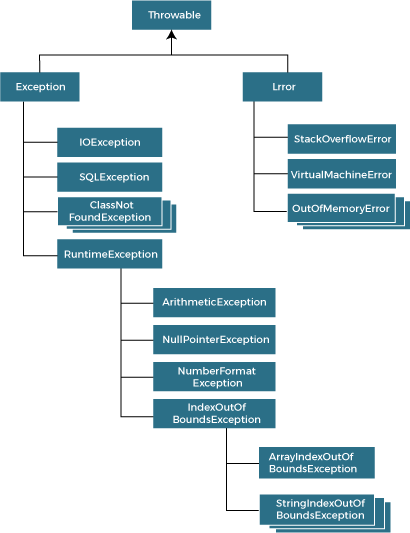 Throwable
Exception
Lrror
IOException
SQLException
ClassNot
FoundException
RuntimeException
StackOverflowError
VirtualMachineError
OutOfMemoryError
ArithmeticException
NullPointerException
NumberFormat
Exception
IndexOutOf
BoundsException
ArrayIndexOutOf
BoundsException
StringIndexOutOf
BoundsException